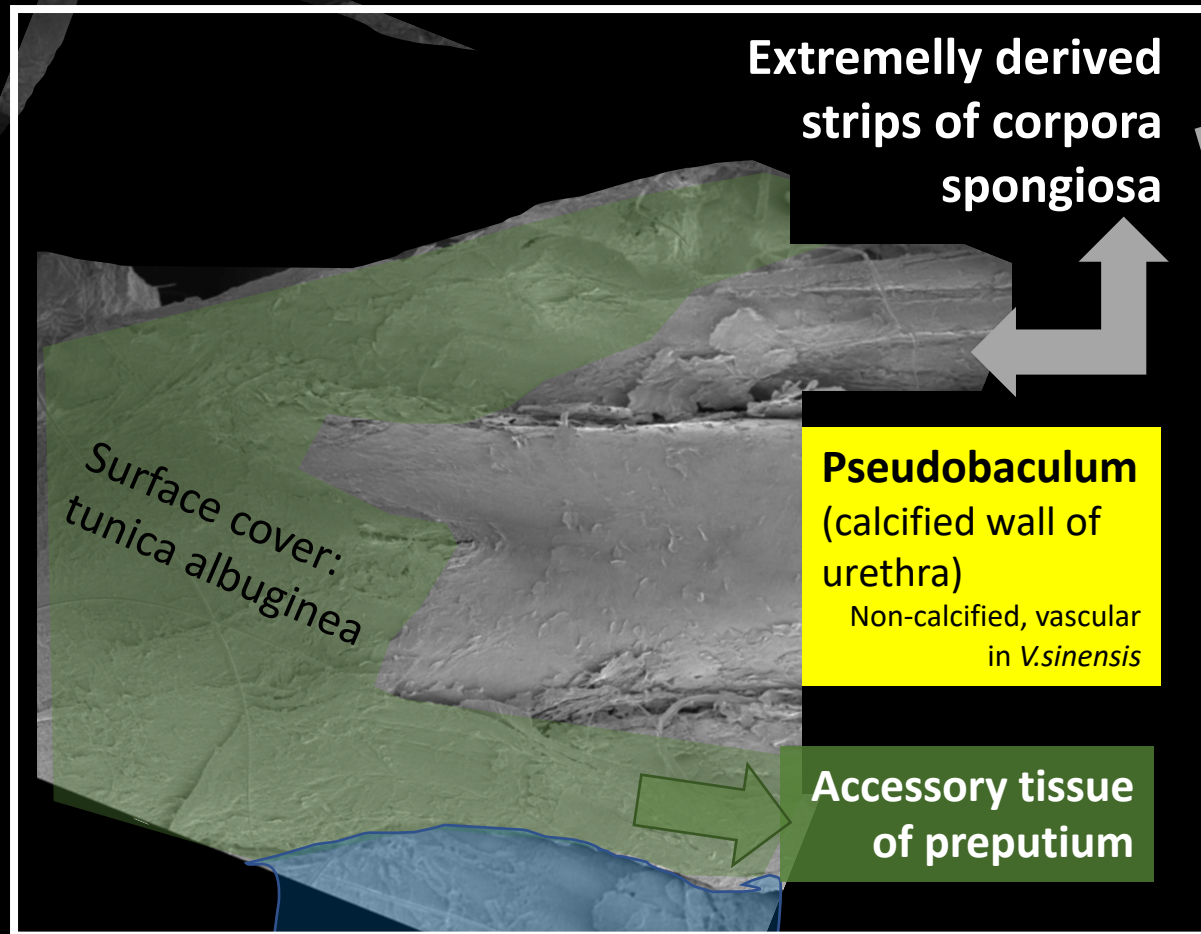 Extremelly derived
strips of corpora
spongiosa
Surface cover:
tunica albuginea
Pseudobaculum
(calcified wall of
urethra)
Non-calcified, vascular
in V.sinensis
Accessory tissue
of preputium